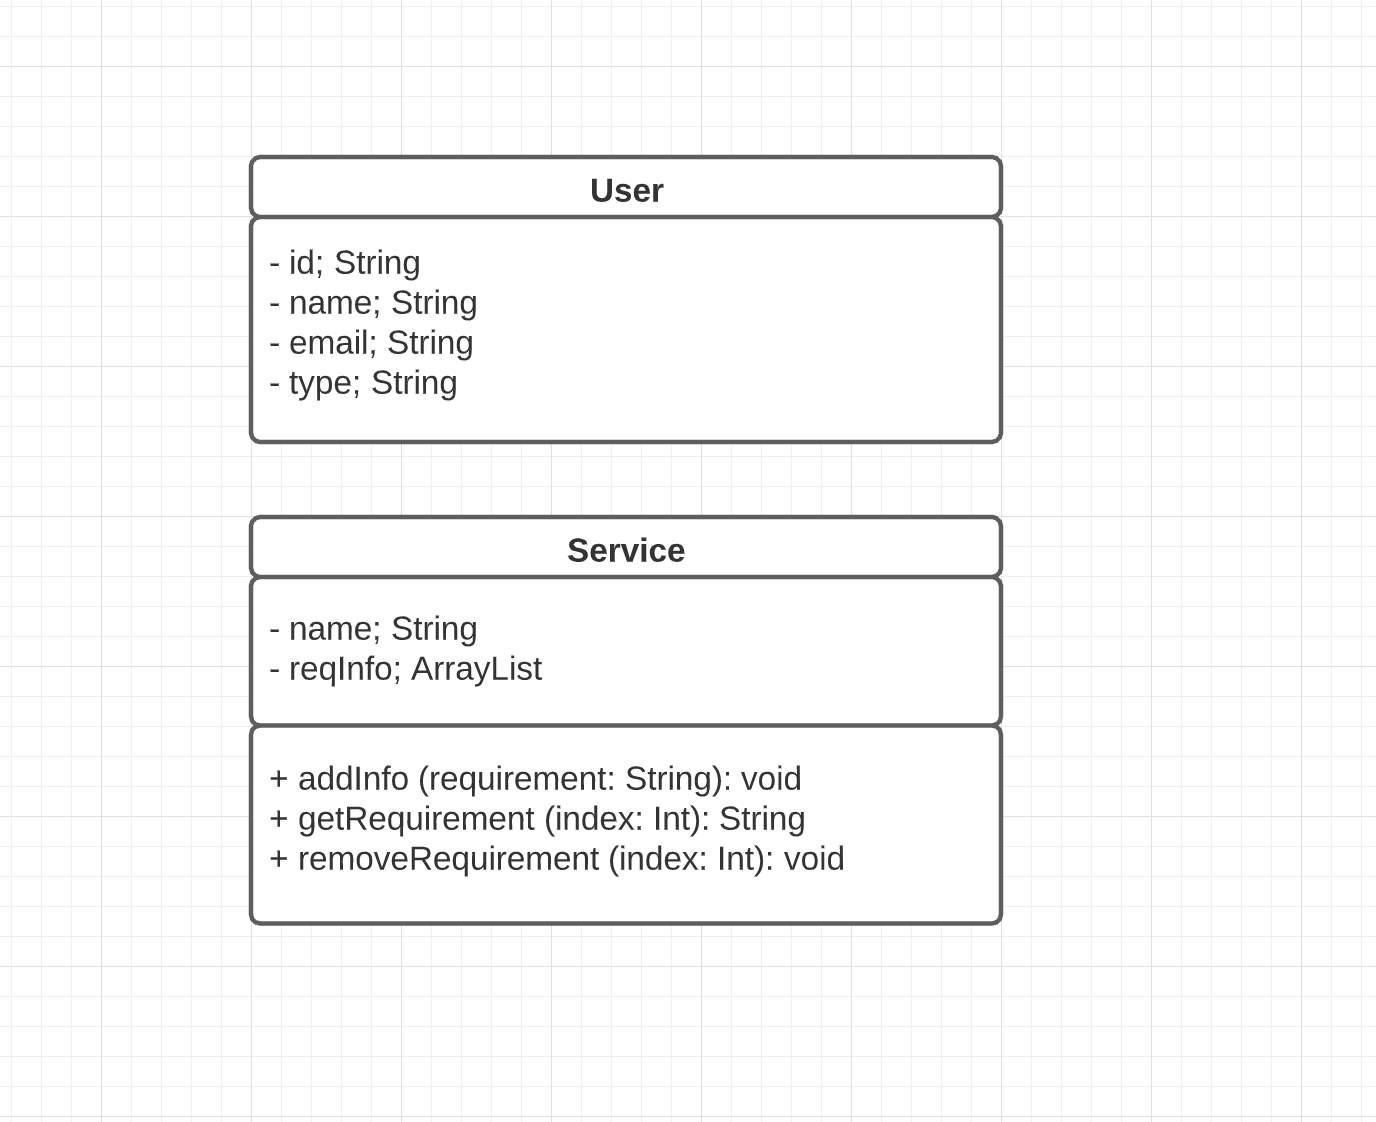 User
- id; String
- name; String
- email; String
- type; String
Service
- name; String
- reqInfo; ArrayList
+ addInfo (requirement: String): void
+ getRequirement (index: Int): String
+ removeRequirement (index: Int): void